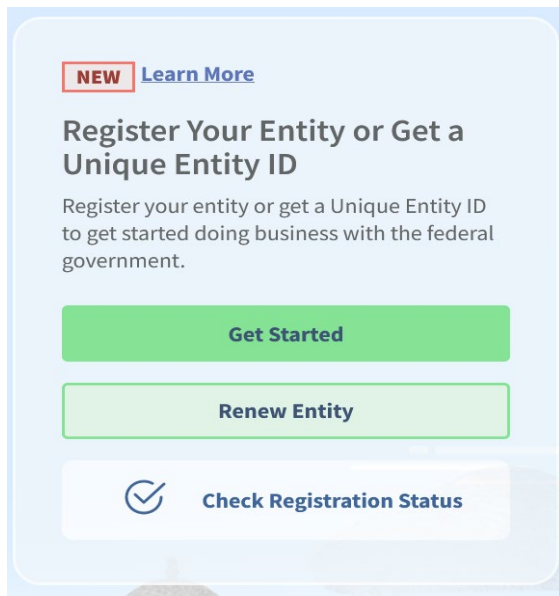 NEW Learn More
Register Your Entity or Get a
Unique Entity ID
Register your entity or get a Unique Entity ID
to get started doing business with the federal
government.
Get Started
Renew Entity
Check Registration Status